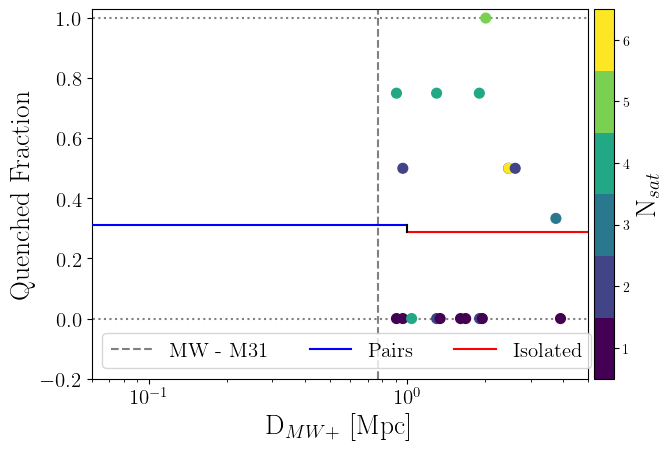 1.0
0.8
0.6
0.4
0.2
0.0
−0.2
Quenched Fraction
10⁻¹
10⁰
D_{MW+} [Mpc]
MW - M31
Pairs
Isolated
6
5
4
3
2
1
N_{sat}